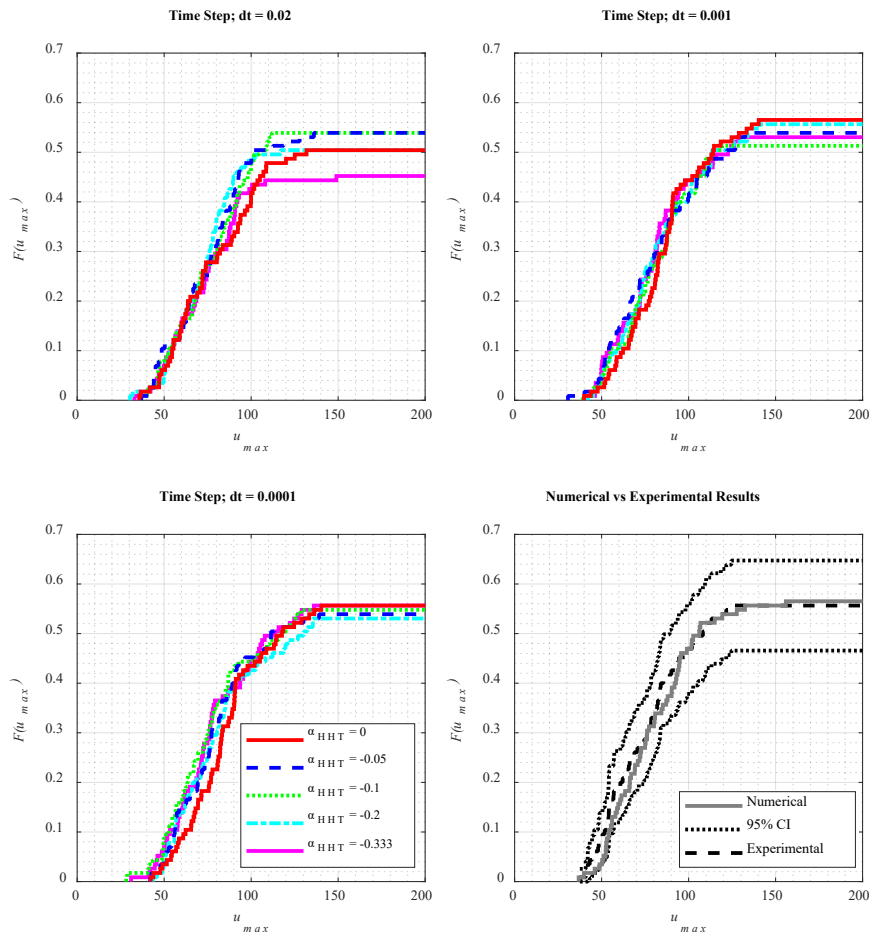 Time Step; dt = 0.02
0.7
0.6
0.5
0.4
0.3
0.2
0.1
0
F(u max)
0 50 100 150 200
u max
Time Step; dt = 0.001
0.7
0.6
0.5
0.4
0.3
0.2
0.1
0
F(u max)
0 50 100 150 200
u max
Time Step; dt = 0.0001
0.7
0.6
0.5
0.4
0.3
0.2
0.1
0
F(u max)
α HHT = 0
α HHT = -0.05
α HHT = -0.1
α HHT = -0.2
α HHT = -0.333
0 50 100 150 200
u max
Numerical vs Experimental Results
0.7
0.6
0.5
0.4
0.3
0.2
0.1
0
F(u max)
Numerical
95% CI
Experimental
0 50 100 150 200
u max